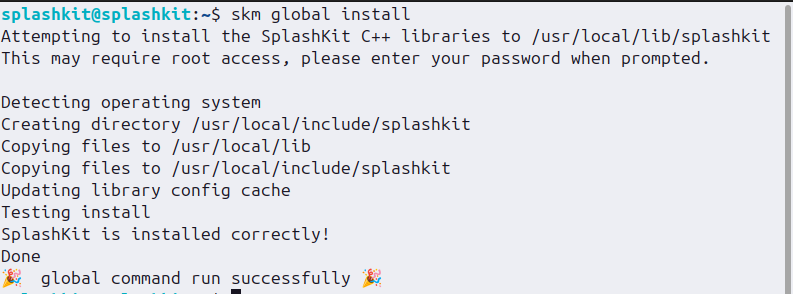 splashkit@splashkit:~$ skm global install
Attempting to install the SplashKit C++ libraries to /usr/local/lib/splashkit
This may require root access, please enter your password when prompted.
Detecting operating system
Creating directory /usr/local/include/splashkit
Copying files to /usr/local/lib
Copying files to /usr/local/include/splashkit
Updating library config cache
Testing install
SplashKit is installed correctly!
Done
🎉 global command run successfully 🎉